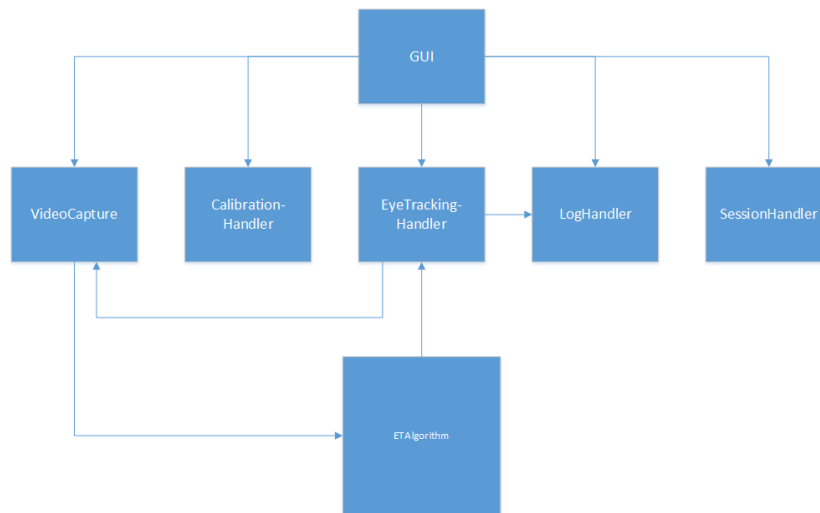 GUI
VideoCapture
Calibration-
Handler
EyeTracking-
Handler
LogHandler
SessionHandler
ETAlgorithm